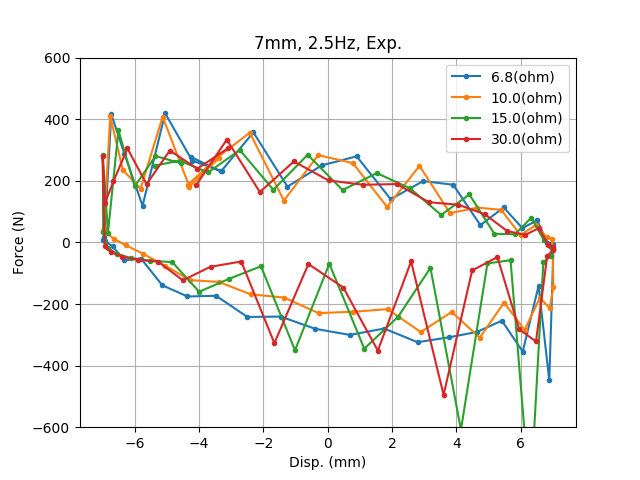 7mm, 2.5Hz, Exp.
6.8(ohm)
10.0(ohm)
15.0(ohm)
30.0(ohm)
Force (N)
600
400
200
0
−200
−400
−600
−6
−4
−2
0
2
4
6
Disp. (mm)